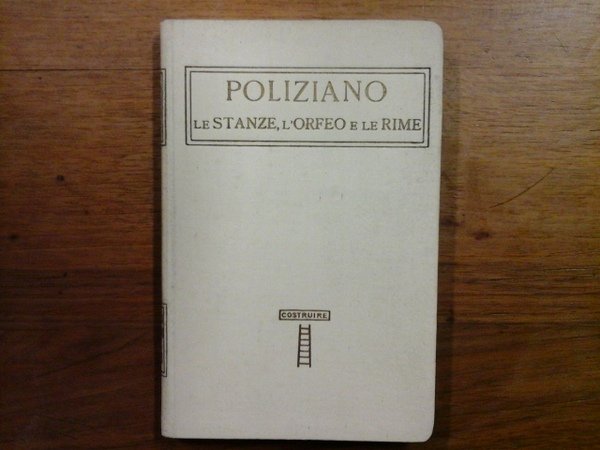 POLIZIANO
LE STANZE, L'ORFEO E LE RIME
COSTRUIRE